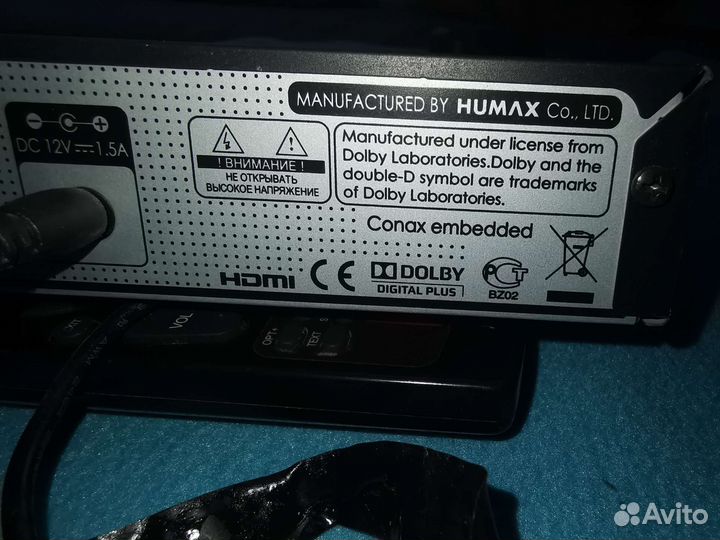 MANUFACTURED BY HUMAX Co., LTD.
DC 12V 1.5A
! ВНИМАНИЕ !
НЕ ОТКРЫВАТЬ
ВЫСОКОЕ НАПРЯЖЕНИЕ
Manufactured under license from
Dolby Laboratories.Dolby and the
double-D symbol are trademarks
of Dolby Laboratories.
Conax embedded
HDMI CE DOLBY
DIGITAL PLUS
РСТ
BZ02
VOL
OPT+
TEXT
Avito